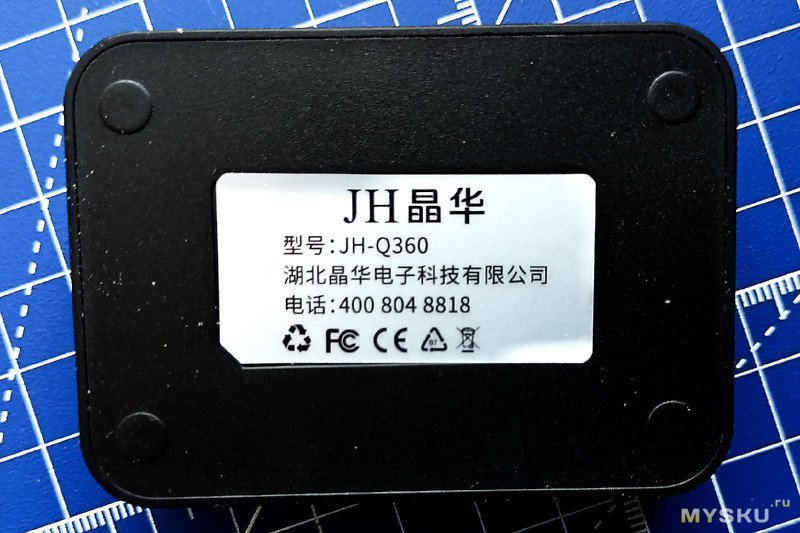 JH晶华
型号:JH-Q360
湖北晶华电子科技有限公司
电话:400 804 8818
FC CE 07
MYSKU.ru